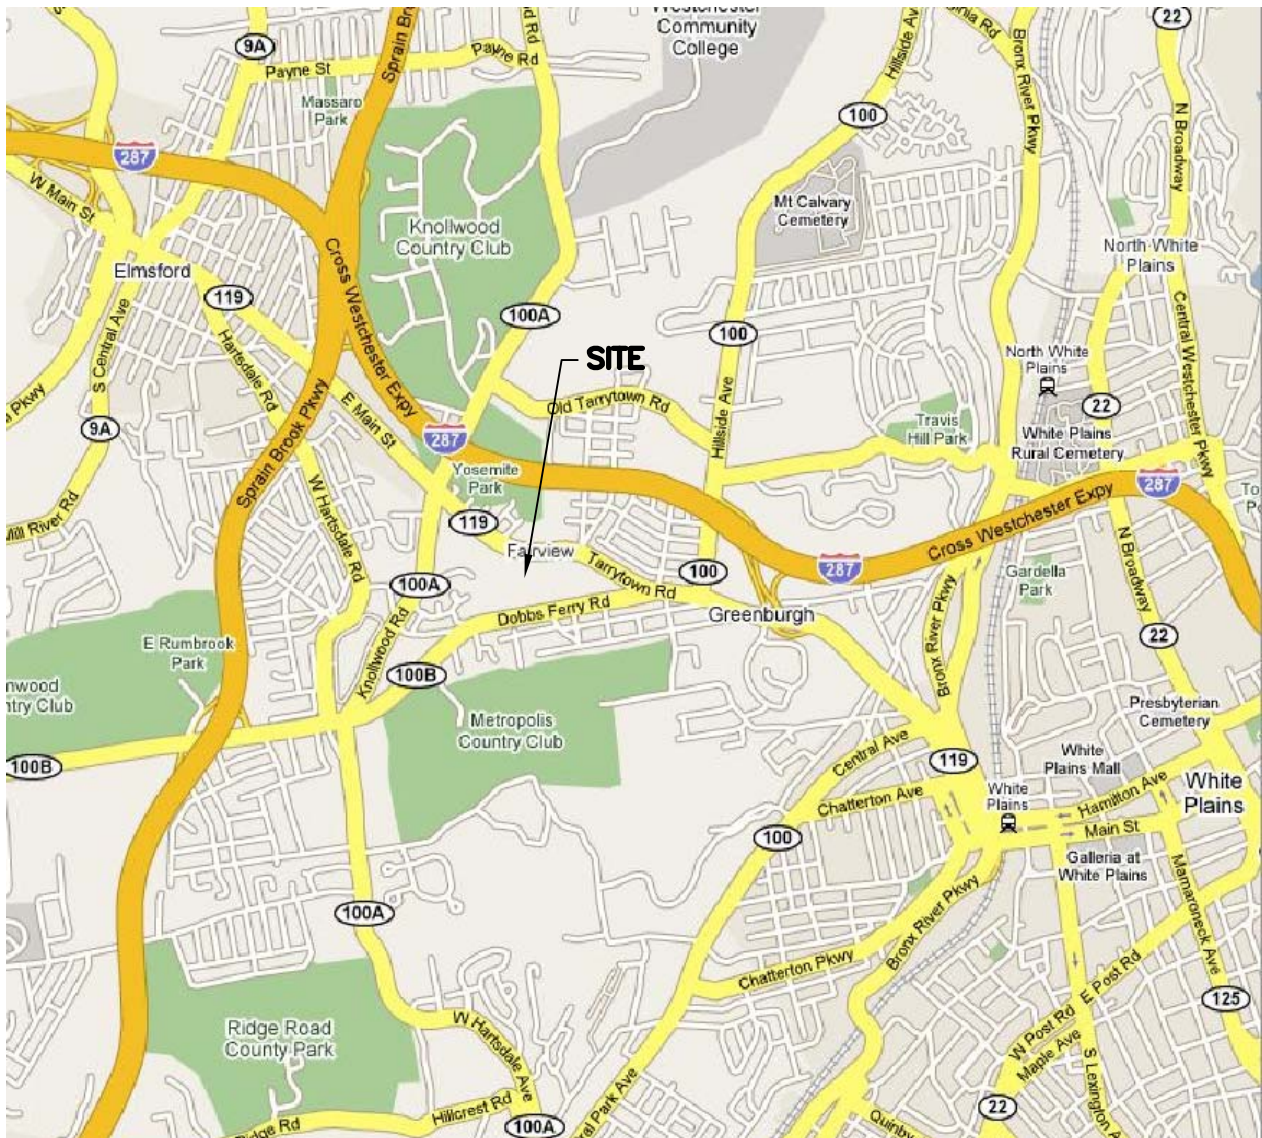 Westchester
Community
College
22
9A
Payne St
Payne Rd
Sprain Br
Hillside Av
Bronx River Pkwy
N Broadway
Massaro
Park
100
287
W Main St
Mt Calvary
Cemetery
Knollwood
Country Club
North White
Plains
Elmsford
119
Cross Westchester Expy
100A
100
Central Westchester Pkwy
S Central Ave
Hartsdale Rd
SITE
North White
Plains
E Main St
Sprain Brook Pkwy
Old Tarrytown Rd
Hillside Ave
22
9A
287
Travis
Hill Park
White Plains
Rural Cemetery
Yosemite
Park
287
W Hartsdale Rd
Mill River Rd
119
Fairview
Cross Westchester Expy
N Broadway
Tarrytown Rd
100
287
Gardella
Park
100A
Dobbs Ferry Rd
Greenburgh
Bronx River Pkwy
22
E Rumbrook
Park
Knollwood Rd
100B
nwood
ntry Club
Metropolis
Country Club
Presbyterian
Cemetery
100B
Central Ave
119
White
Plains Mall
White
Plains
Chatterton Ave
White
Plains
Hamilton Ave
Main St
100
Galleria at
White Plains
Mamaroneck Ave
100A
Bronx River Pkwy
Chatterton Pkwy
E Post Rd
125
Ridge Road
County Park
W Hartsdale Ave
W Post Rd
Maple Ave
S Lexington A
ral Park Ave
Hillcrest Rd
22
Ridge Rd
100A
Quinby